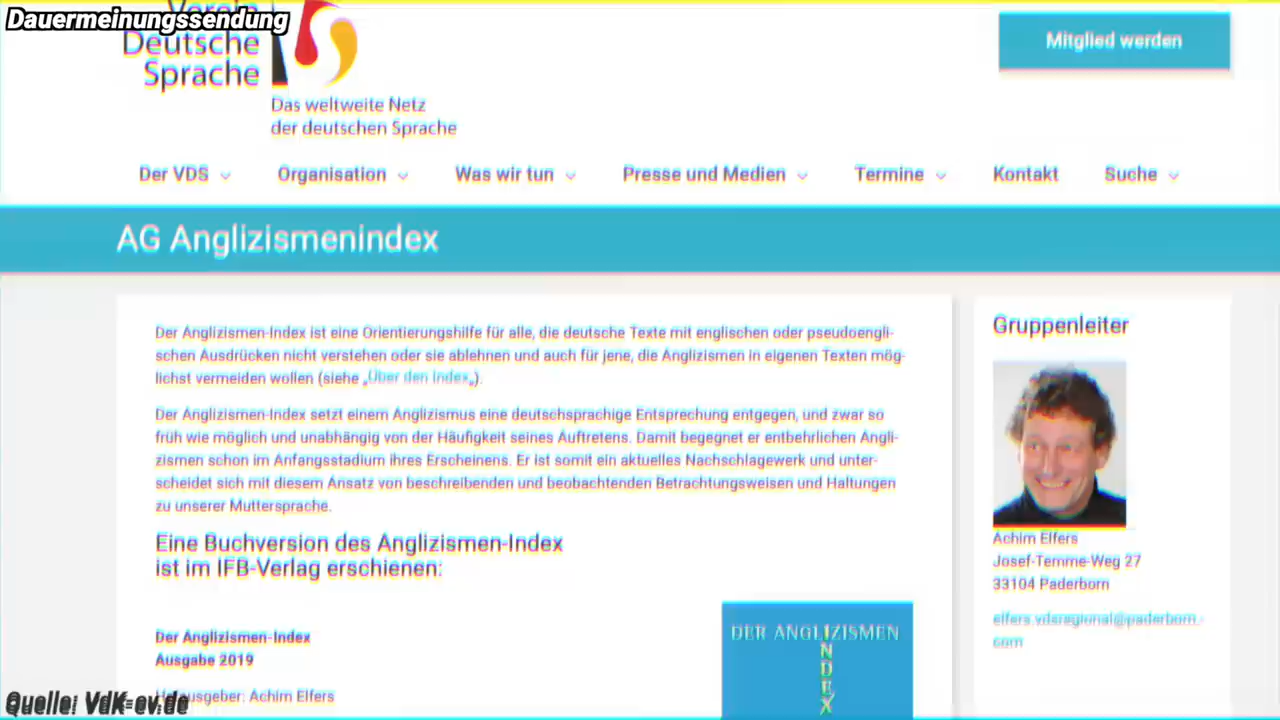 Dauermeinungssendung
Verein
Deutsche
Sprache
Das weltweite Netz
der deutschen Sprache
Mitglied werden
Der VDS Organisation Was wir tun Presse und Medien Termine Kontakt Suche
AG Anglizismenindex
Der Anglizismen-Index ist eine Orientierungshilfe für alle, die deutsche Texte mit englischen oder pseudoengli-
schen Ausdrücken nicht verstehen oder sie ablehnen und auch für jene, die Anglizismen in eigenen Texten mög-
lichst vermeiden wollen (siehe „Über den Index„).
Der Anglizismen-Index setzt einem Anglizismus eine deutschsprachige Entsprechung entgegen, und zwar so
früh wie möglich und unabhängig von der Häufigkeit seines Auftretens. Damit begegnet er entbehrlichen Angli-
zismen schon im Anfangsstadium ihres Erscheinens. Er ist somit ein aktuelles Nachschlagewerk und unter-
scheidet sich mit diesem Ansatz von beschreibenden und beobachtenden Betrachtungsweisen und Haltungen
zu unserer Muttersprache.
Eine Buchversion des Anglizismen-Index
ist im IFB-Verlag erschienen:
Der Anglizismen-Index
Ausgabe 2019
Herausgeber: Achim Elfers
DER ANGLIZISMEN
INDEX
Gruppenleiter
Achim Elfers
Josef-Temme-Weg 27
33104 Paderborn
elfers.vdsregional@paderborn.-
com
Quelle: VdK-ev.de